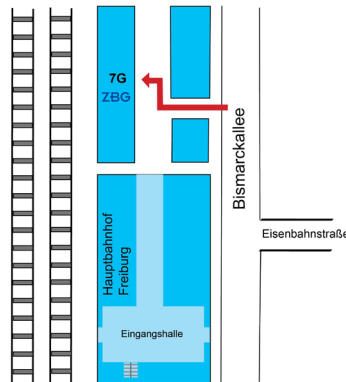 7G
ZBG
Bismarckallee
Hauptbahnhof
Freiburg
Eisenbahnstraße
Eingangshalle